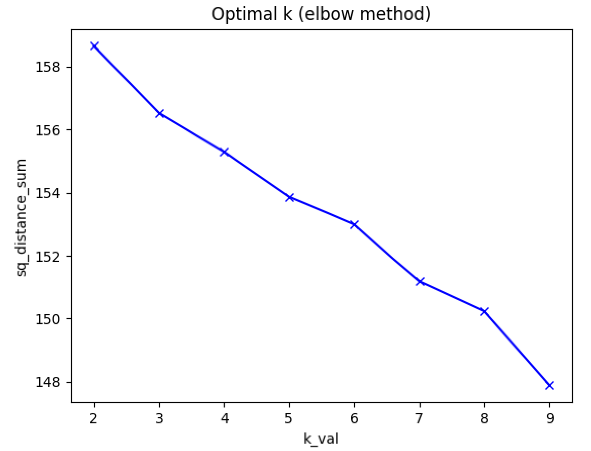 Optimal k (elbow method)
158
156
154
152
150
148
sq_distance_sum
2 3 4 5 6 7 8 9
k_val